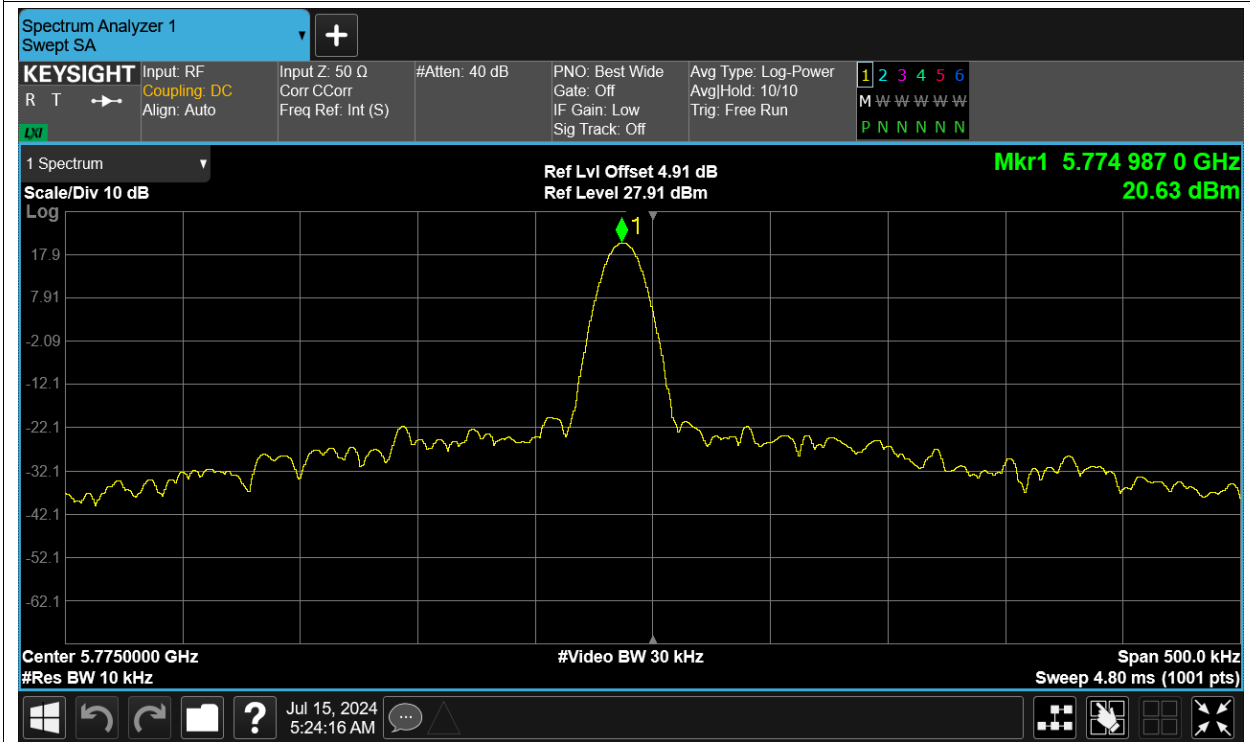 Spectrum Analyzer 1
Swept SA
+
KEYSIGHT
R T
LXI
Input: RF
Coupling: DC
Align: Auto
Input Z: 50 Ω
Corr CCorr
Freq Ref: Int (S)
#Atten: 40 dB
PNO: Best Wide
Gate: Off
IF Gain: Low
Sig Track: Off
Avg Type: Log-Power
Avg|Hold: 10/10
Trig: Free Run
1 2 3 4 5 6
M W W W W W
P N N N N N
1 Spectrum
Scale/Div 10 dB
Log
Ref Lvl Offset 4.91 dB
Ref Level 27.91 dBm
Mkr1 5.774 987 0 GHz
20.63 dBm
1
17.9
7.91
-2.09
-12.1
-22.1
-32.1
-42.1
-52.1
-62.1
Center 5.7750000 GHz
#Res BW 10 kHz
#Video BW 30 kHz
Span 500.0 kHz
Sweep 4.80 ms (1001 pts)
?
Jul 15, 2024
5:24:16 AM